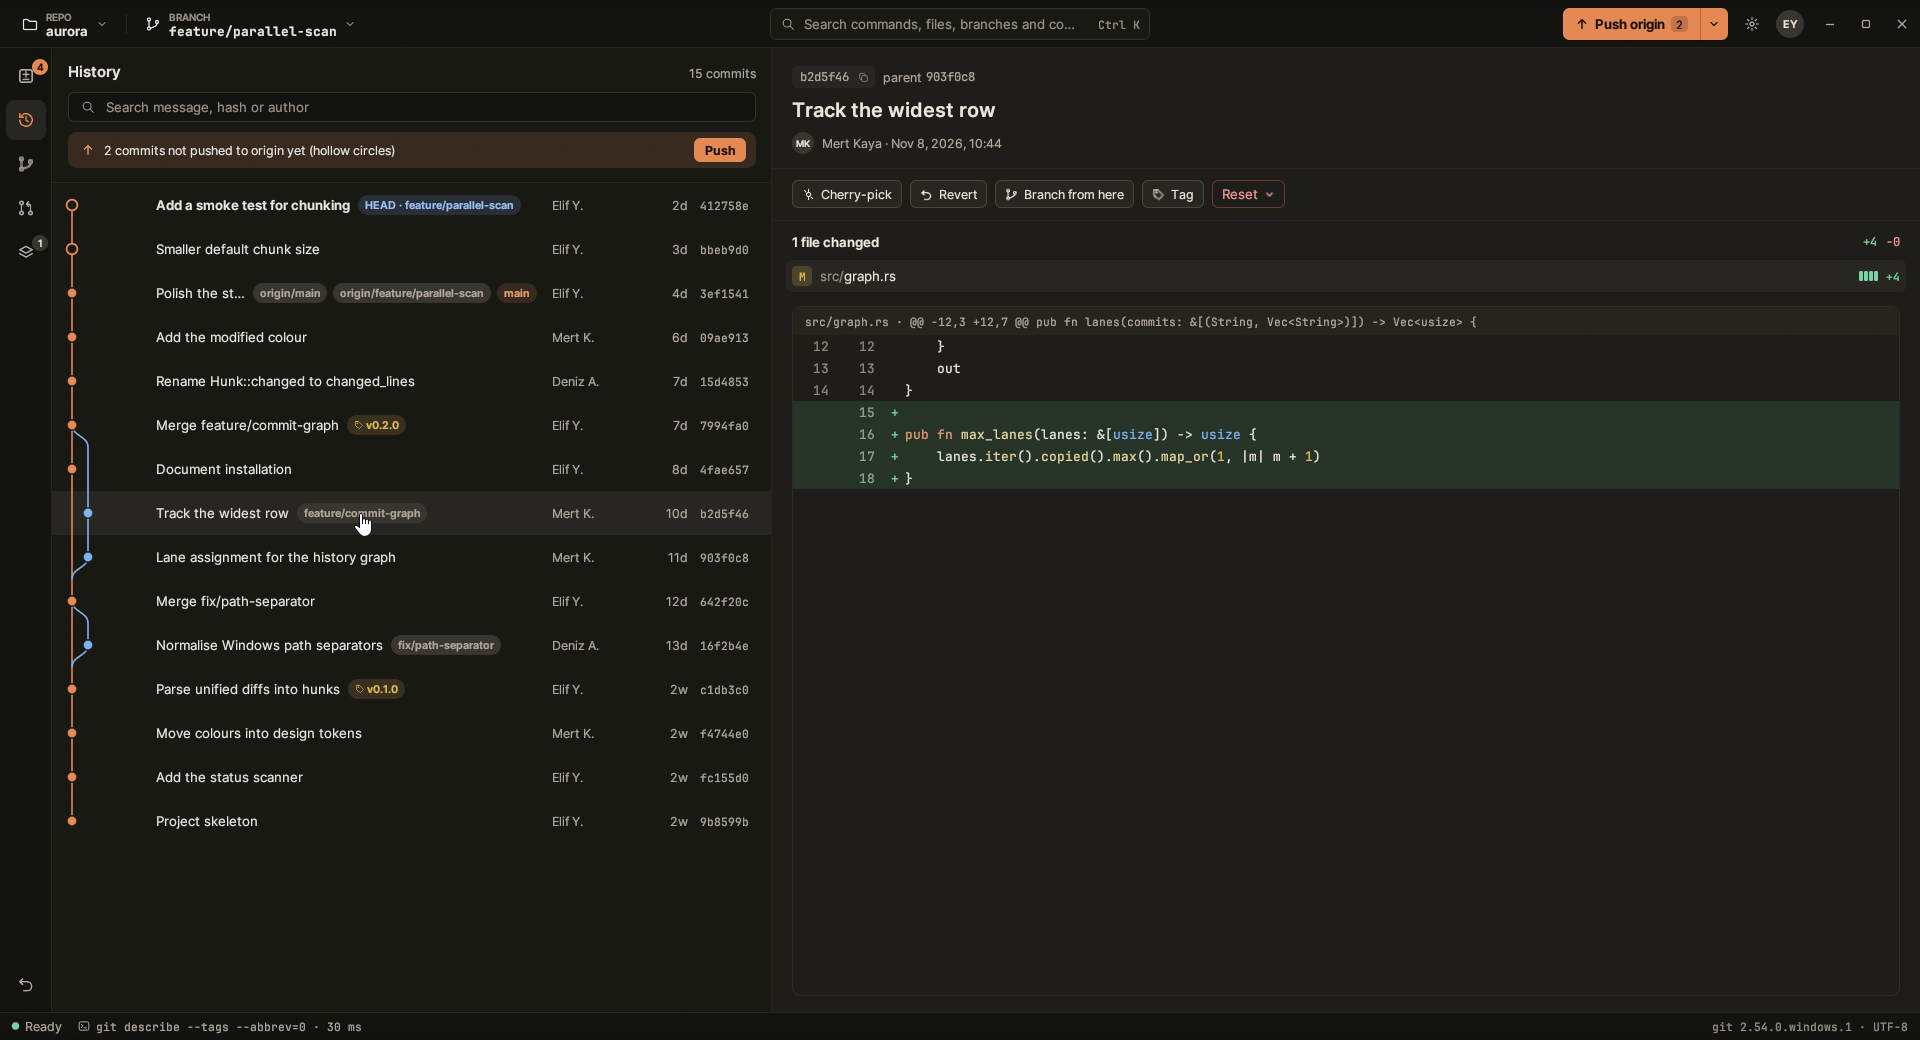 REPO
aurora
BRANCH
feature/parallel-scan
Search commands, files, branches and co... Ctrl K
Push origin 2
EY
4
1
History 15 commits
Search message, hash or author
2 commits not pushed to origin yet (hollow circles) Push
Add a smoke test for chunking HEAD · feature/parallel-scan Elif Y. 2d 412758e
Smaller default chunk size Elif Y. 3d bbeb9d0
Polish the st... origin/main origin/feature/parallel-scan main Elif Y. 4d 3ef1541
Add the modified colour Mert K. 6d 09ae913
Rename Hunk::changed to changed_lines Deniz A. 7d 15d4853
Merge feature/commit-graph v0.2.0 Elif Y. 7d 7994fa0
Document installation Elif Y. 8d 4fae657
Track the widest row feature/commit-graph Mert K. 10d b2d5f46
Lane assignment for the history graph Mert K. 11d 903f0c8
Merge fix/path-separator Elif Y. 12d 642f20c
Normalise Windows path separators fix/path-separator Deniz A. 13d 16f2b4e
Parse unified diffs into hunks v0.1.0 Elif Y. 2w c1db3c0
Move colours into design tokens Mert K. 2w f4744e0
Add the status scanner Elif Y. 2w fc155d0
Project skeleton Elif Y. 2w 9b8599b
b2d5f46 parent 903f0c8
Track the widest row
MK Mert Kaya · Nov 8, 2026, 10:44
Cherry-pick Revert Branch from here Tag Reset
1 file changed +4 -0
M src/graph.rs +4
src/graph.rs · @@ -12,3 +12,7 @@ pub fn lanes(commits: &[(String, Vec<String>)]) -> Vec<usize> {
12 12 }
13 13 out
14 14 }
15 +
16 + pub fn max_lanes(lanes: &[usize]) -> usize {
17 + lanes.iter().copied().max().map_or(1, |m| m + 1)
18 + }
Ready git describe --tags --abbrev=0 · 30 ms
git 2.54.0.windows.1 · UTF-8